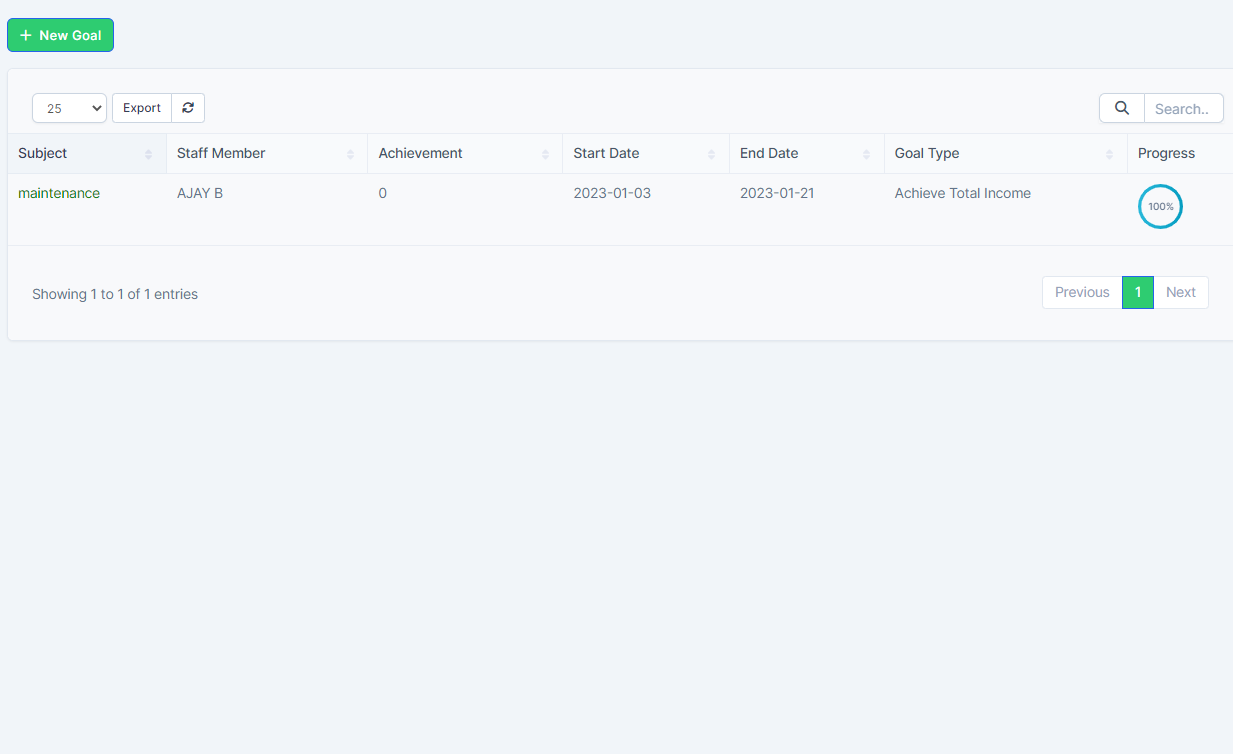 New Goal
25 Export Search..
Subject Staff Member Achievement Start Date End Date Goal Type Progress
maintenance AJAY B 0 2023-01-03 2023-01-21 Achieve Total Income 100%
Showing 1 to 1 of 1 entries Previous 1 Next